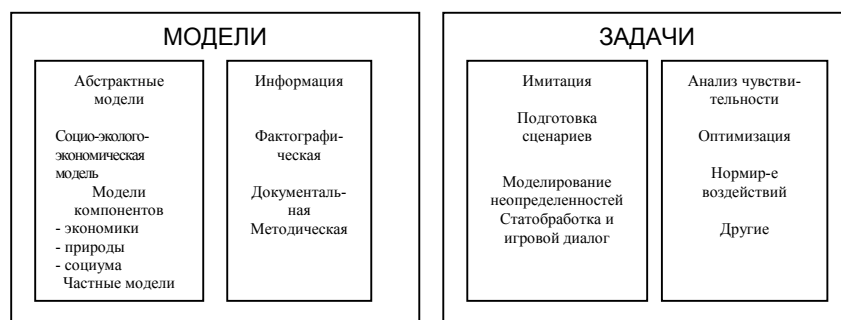 МОДЕЛИ
Абстрактные
модели
Социо-эколого-
экономическая
модель
Модели
компонентов
- экономики
- природы
- социума
Частные модели
Информация
Фактографи-
ческая
Документаль-
ная
Методическая
ЗАДАЧИ
Имитация
Подготовка
сценариев
Моделирование
неопределенностей
Статобработка и
игровой диалог
Анализ чувстви-
тельности
Оптимизация
Нормир-е
воздействий
Другие